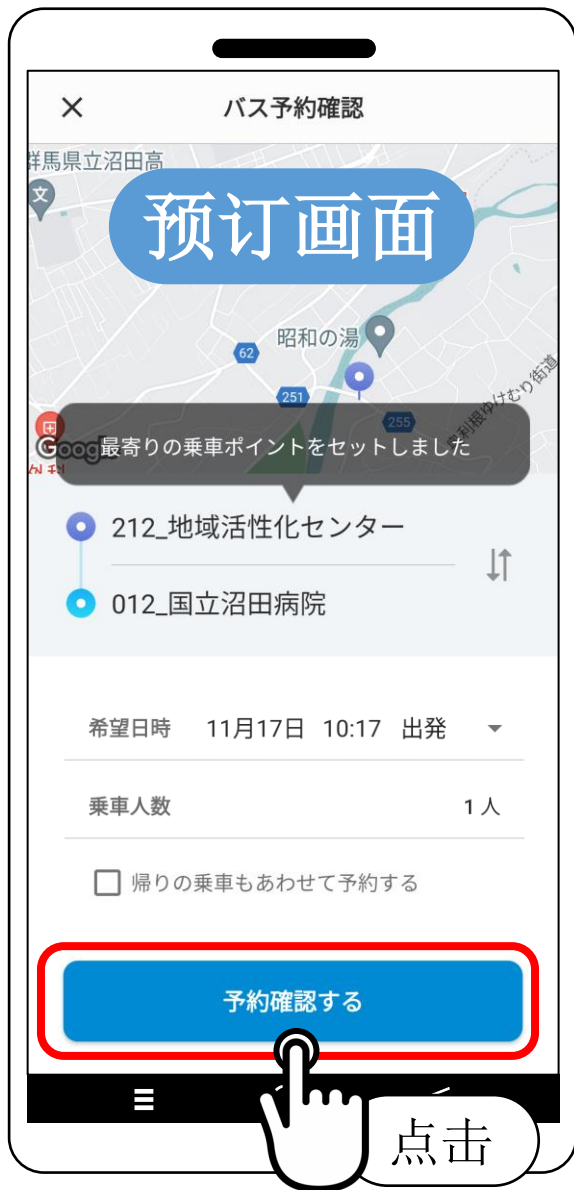 バス予約確認
群馬県立沼田高
文
预订画面
昭和の湯
62
251
255
利根ゆけむり街道
Google
最寄りの乗車ポイントをセットしました
212_地域活性化センター
012_国立沼田病院
希望日時 11月17日 10:17 出発
乗車人数 1人
帰りの乗車もあわせて予約する
予約確認する
点击